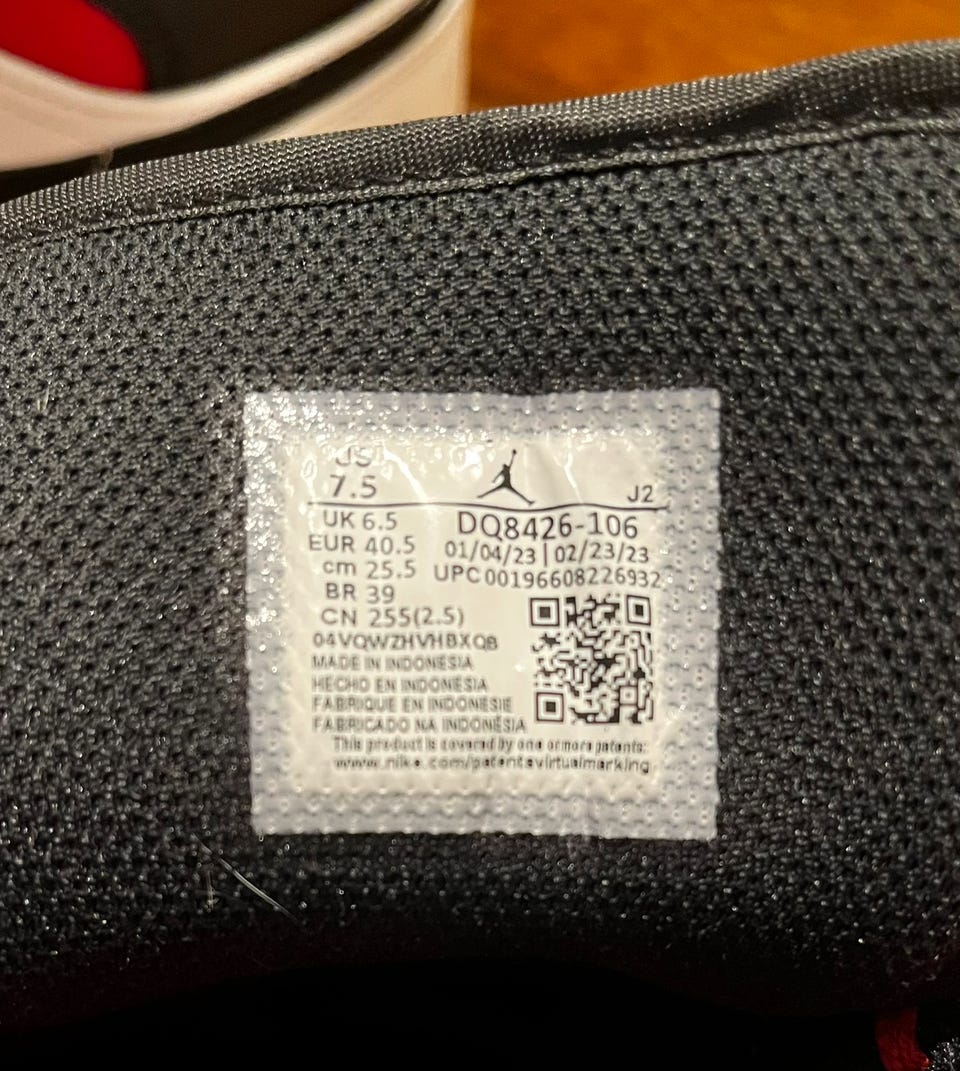 US
7.5
J2
UK 6.5
DQ8426-106
EUR 40.5
01/04/23 | 02/23/23
cm 25.5
UPC 00196608226932
BR 39
CN 255(2.5)
04VQWZHVHBXQB
MADE IN INDONESIA
HECHO EN INDONESIA
FABRIQUE EN INDONESIE
FABRICADO NA INDONÉSIA
This product is covered by one or more patents:
www.nike.com/patentsvirtualmarking